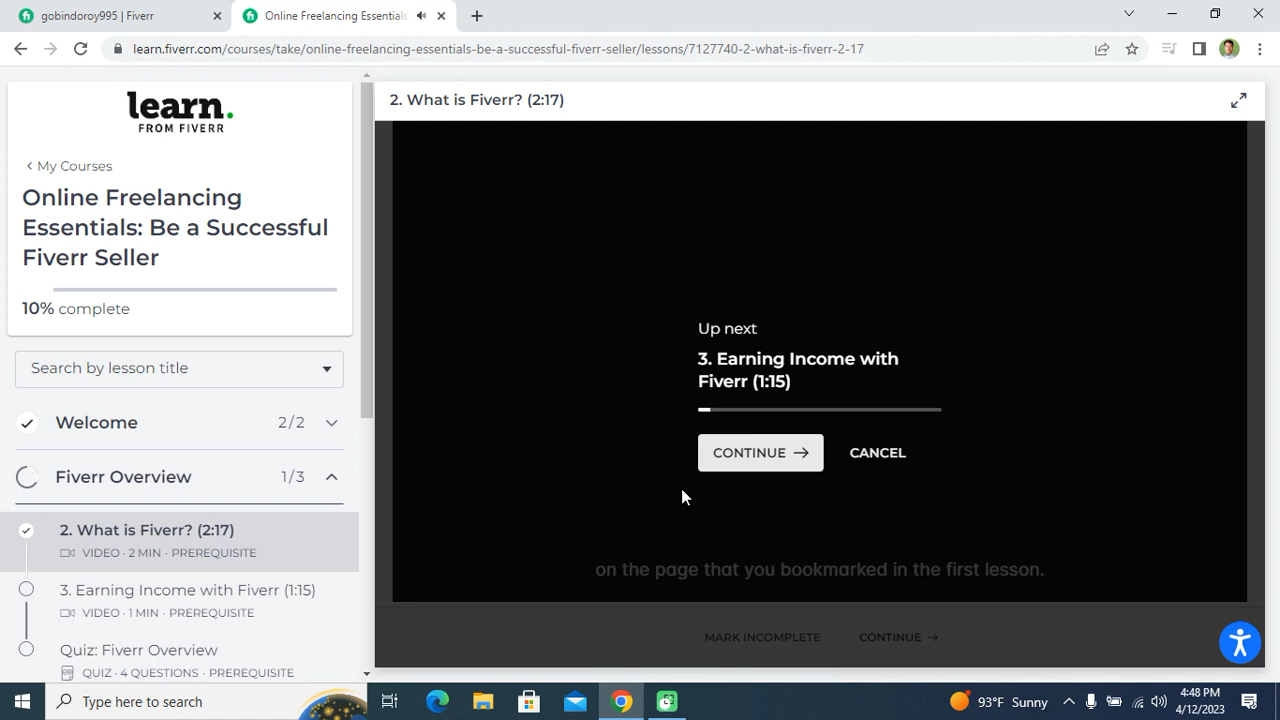 gobindoroy995 | Fiverr
Online Freelancing Essentials
learn.fiverr.com/courses/take/online-freelancing-essentials-be-a-successful-fiverr-seller/lessons/7127740-2-what-is-fiverr-2-17
learn.
FROM FIVERR
My Courses
Online Freelancing
Essentials: Be a Successful
Fiverr Seller
10% complete
Search by lesson title
Welcome 2/2
Fiverr Overview 1/3
2. What is Fiverr? (2:17)
VIDEO · 2 MIN · PREREQUISITE
3. Earning Income with Fiverr (1:15)
VIDEO · 1 MIN · PREREQUISITE
Quiz: Fiverr Overview
QUIZ · 4 QUESTIONS · PREREQUISITE
2. What is Fiverr? (2:17)
Up next
3. Earning Income with
Fiverr (1:15)
CONTINUE CANCEL
on the page that you bookmarked in the first lesson.
MARK INCOMPLETE CONTINUE
Type here to search
93°F Sunny
4:48 PM
4/12/2023